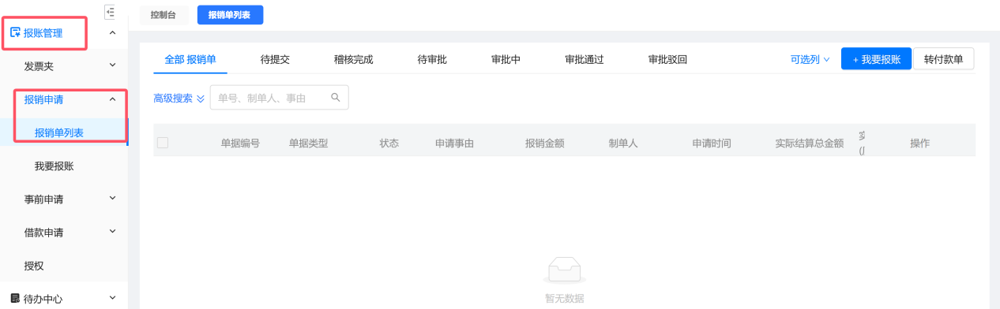 控制台
报销单列表
报账管理
发票夹
报销申请
报销单列表
我要报账
事前申请
借款申请
授权
待办中心
全部 报销单
待提交
稽核完成
待审批
审批中
审批通过
审批驳回
可选列
+ 我要报账
转付款单
高级搜索
单号、制单人、事由
单据编号
单据类型
状态
申请事由
报销金额
制单人
申请时间
实际结算总金额
操作
暂无数据